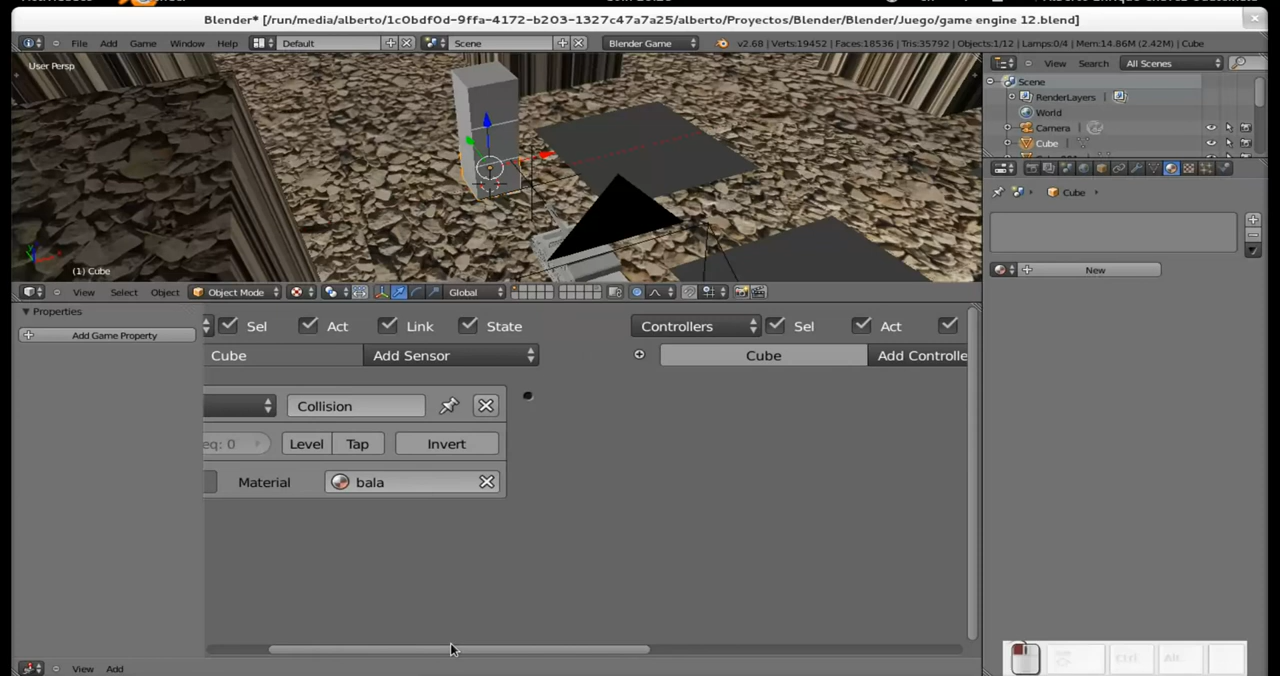 Blender* [/run/media/alberto/1c0bdf0d-9ffa-4172-b203-1327c47a7a25/alberto/Proyectos/Blender/Blender/Juego/game engine 12.blend]
File Add Game Window Help Default Scene Blender Game v2.68 | Verts:19452 | Faces:18536 | Tris:35792 | Objects:1/12 | Lamps:0/4 | Mem:14.86M (2.42M) | Cube
User Persp
View Search All Scenes
Scene
RenderLayers
World
Camera
Cube
Cube
(1) Cube
New
View Select Object Object Mode Global
Properties
Add Game Property
Sel Act Link State Controllers Sel Act
Cube Add Sensor Cube Add Controlle
Collision
eq: 0 Level Tap Invert
Material bala
Ctrl Alt
View Add